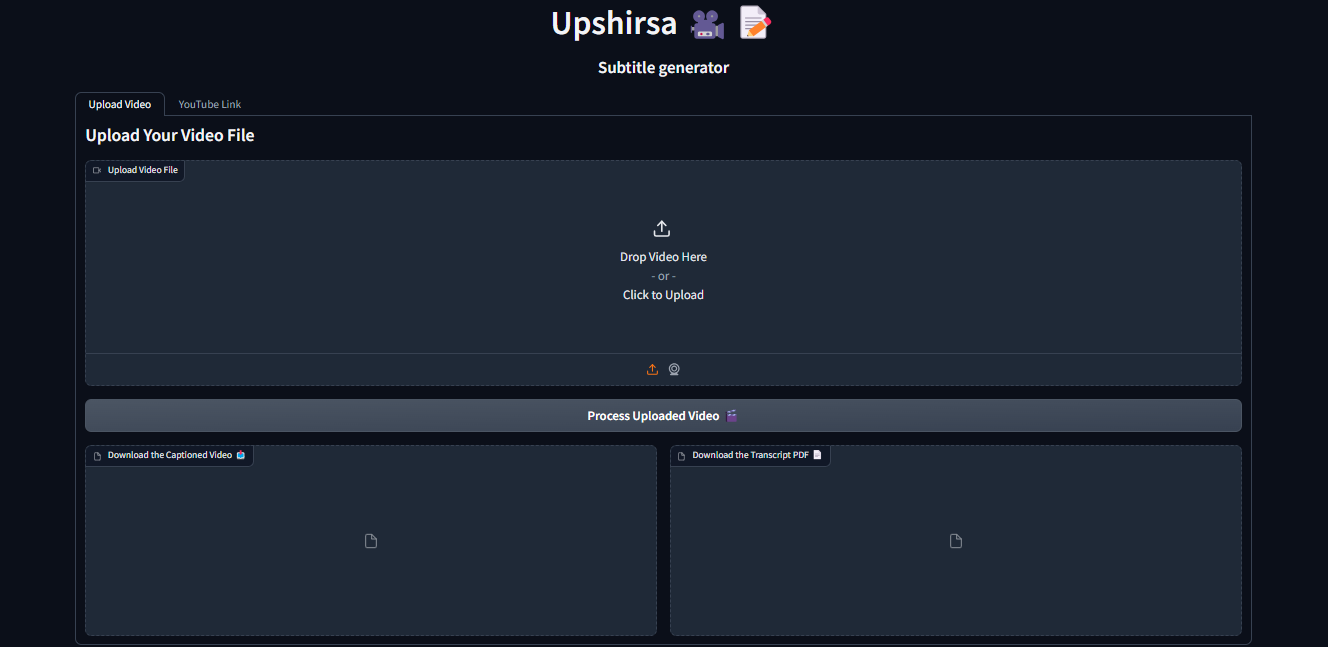 Upshirsa 🎥 📝
Subtitle generator
Upload Video
YouTube Link
Upload Your Video File
Upload Video File
Drop Video Here
- or -
Click to Upload
Process Uploaded Video 🎬
Download the Captioned Video 📥
Download the Transcript PDF 📄